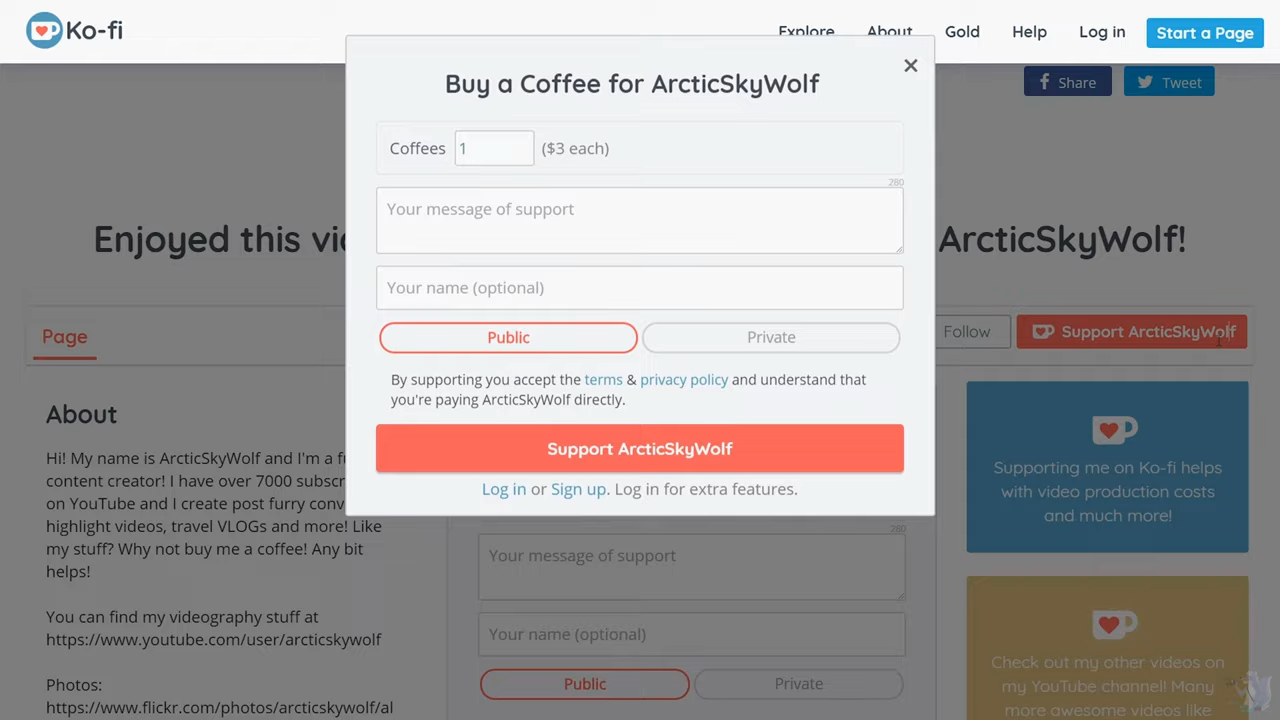 Ko-fi
Explore About Gold Help Log in Start a Page
Share Tweet
Buy a Coffee for ArcticSkyWolf
×
Coffees 1 ($3 each)
280
Your message of support
Your name (optional)
Public Private
By supporting you accept the terms & privacy policy and understand that
you're paying ArcticSkyWolf directly.
Support ArcticSkyWolf
Log in or Sign up. Log in for extra features.
Enjoyed this ArcticSkyWolf!
Page
Follow Support ArcticSkyWolf
About
Hi! My name is ArcticSkyWolf and I'm a
content creator! I have over 7000
on YouTube and I create post furry
highlight videos, travel VLOGs and more! Like
my stuff? Why not buy me a coffee! Any bit
helps!
You can find my videography stuff at
https://www.youtube.com/user/arcticskywolf
Photos:
https://www.flickr.com/photos/arcticskywolf/al
280
Your message of support
Your name (optional)
Public Private
Supporting me on Ko-fi helps
with video production costs
and much more!
Check out my other videos on
my YouTube channel! Many
more awesome videos like